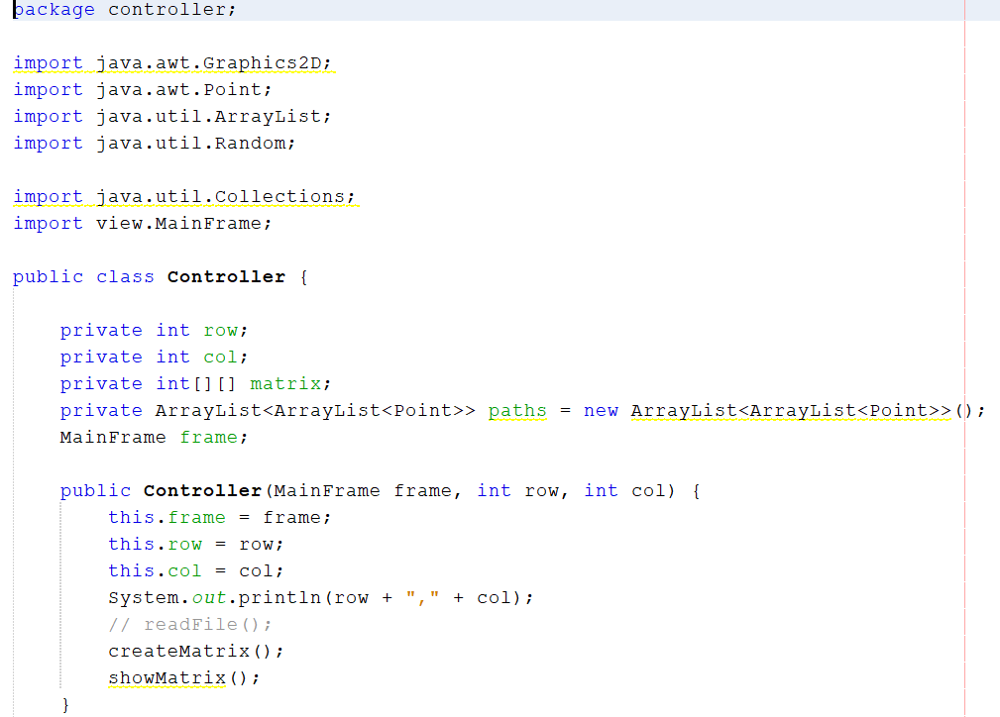 package controller;
import java.awt.Graphics2D;
import java.awt.Point;
import java.util.ArrayList;
import java.util.Random;
import java.util.Collections;
import view.MainFrame;
public class Controller {
private int row;
private int col;
private int[][] matrix;
private ArrayList<ArrayList<Point>> paths = new ArrayList<ArrayList<Point>>();
MainFrame frame;
public Controller(MainFrame frame, int row, int col) {
this.frame = frame;
this.row = row;
this.col = col;
System.out.println(row + "," + col);
// readFile();
createMatrix();
showMatrix();
}